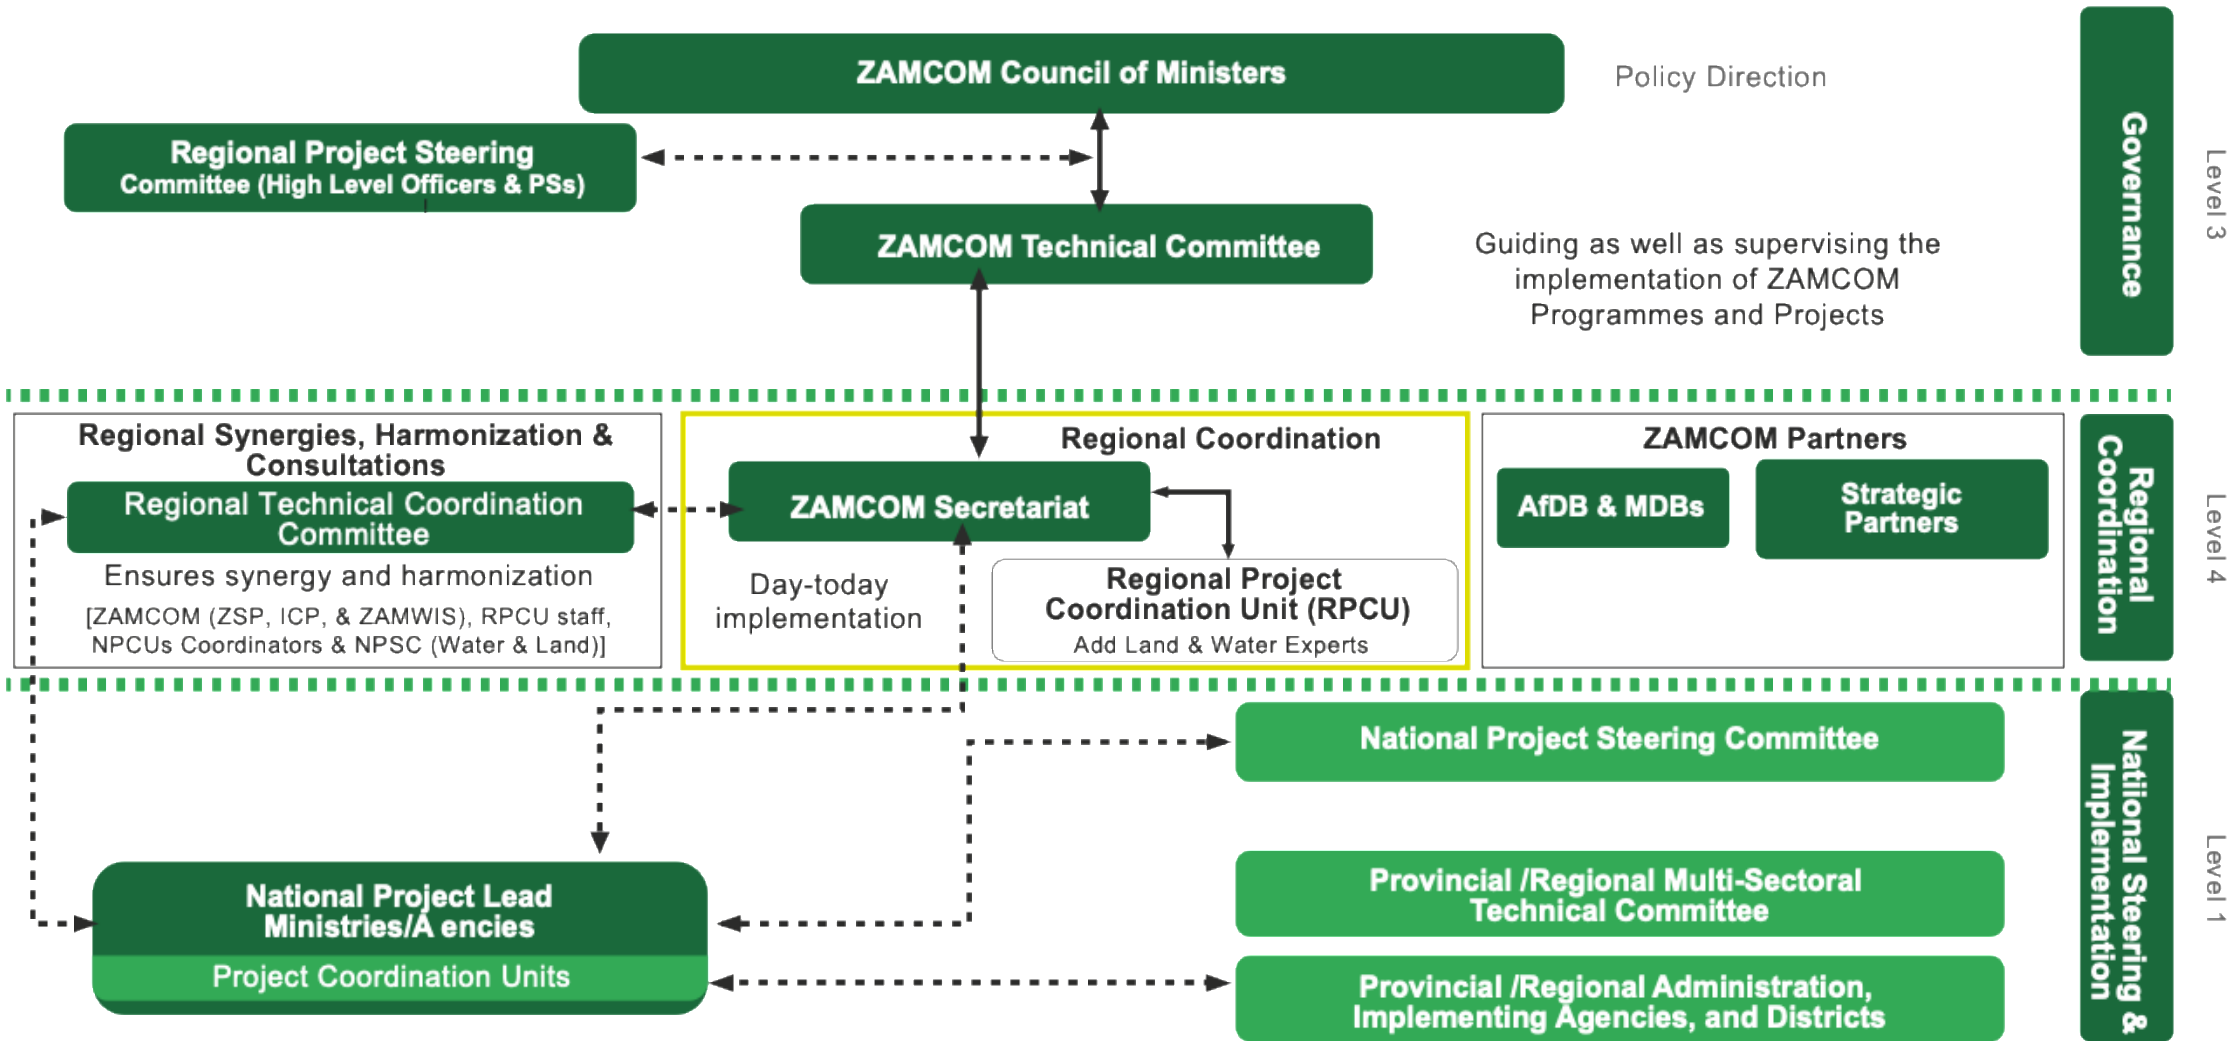 ZAMCOM Council of Ministers
Policy Direction
Regional Project Steering
Committee (High Level Officers & PSs)
ZAMCOM Technical Committee
Guiding as well as supervising the
implementation of ZAMCOM
Programmes and Projects
Governance
Level 3
Regional Synergies, Harmonization &
Consultations
Regional Technical Coordination
Committee
Ensures synergy and harmonization
[ZAMCOM (ZSP, ICP, & ZAMWIS), RPCU staff,
NPCUs Coordinators & NPSC (Water & Land)]
Regional Coordination
ZAMCOM Secretariat
Day-today
implementation
Regional Project
Coordination Unit (RPCU)
Add Land & Water Experts
ZAMCOM Partners
AfDB & MDBs
Strategic
Partners
Regional
Coordination
Level 4
National Project Steering Committee
National Project Lead
Ministries/A encies
Project Coordination Units
Provincial /Regional Multi-Sectoral
Technical Committee
Provincial /Regional Administration,
Implementing Agencies, and Districts
Natiional Steering &
Implementation
Level 1